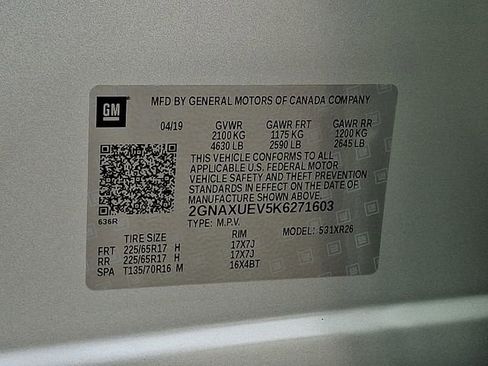 GM
MFD BY GENERAL MOTORS OF CANADA COMPANY
04/19 GVWR GAWR FRT GAWR RR
2100 KG 1175 KG 1200 KG
4630 LB 2590 LB 2645 LB
THIS VEHICLE CONFORMS TO ALL
APPLICABLE U.S. FEDERAL MOTOR
VEHICLE SAFETY AND THEFT PREVENTION
STANDARDS IN EFFECT ON THE DATE OF
MANUFACTURE SHOWN ABOVE.
2GNAXUEV5K6271603
636R
TYPE: M.P.V. MODEL: 531XR26
TIRE SIZE RIM
FRT 225/65R17 H 17X7J
RR 225/65R17 H 17X7J
SPA T135/70R16 M 16X4BT